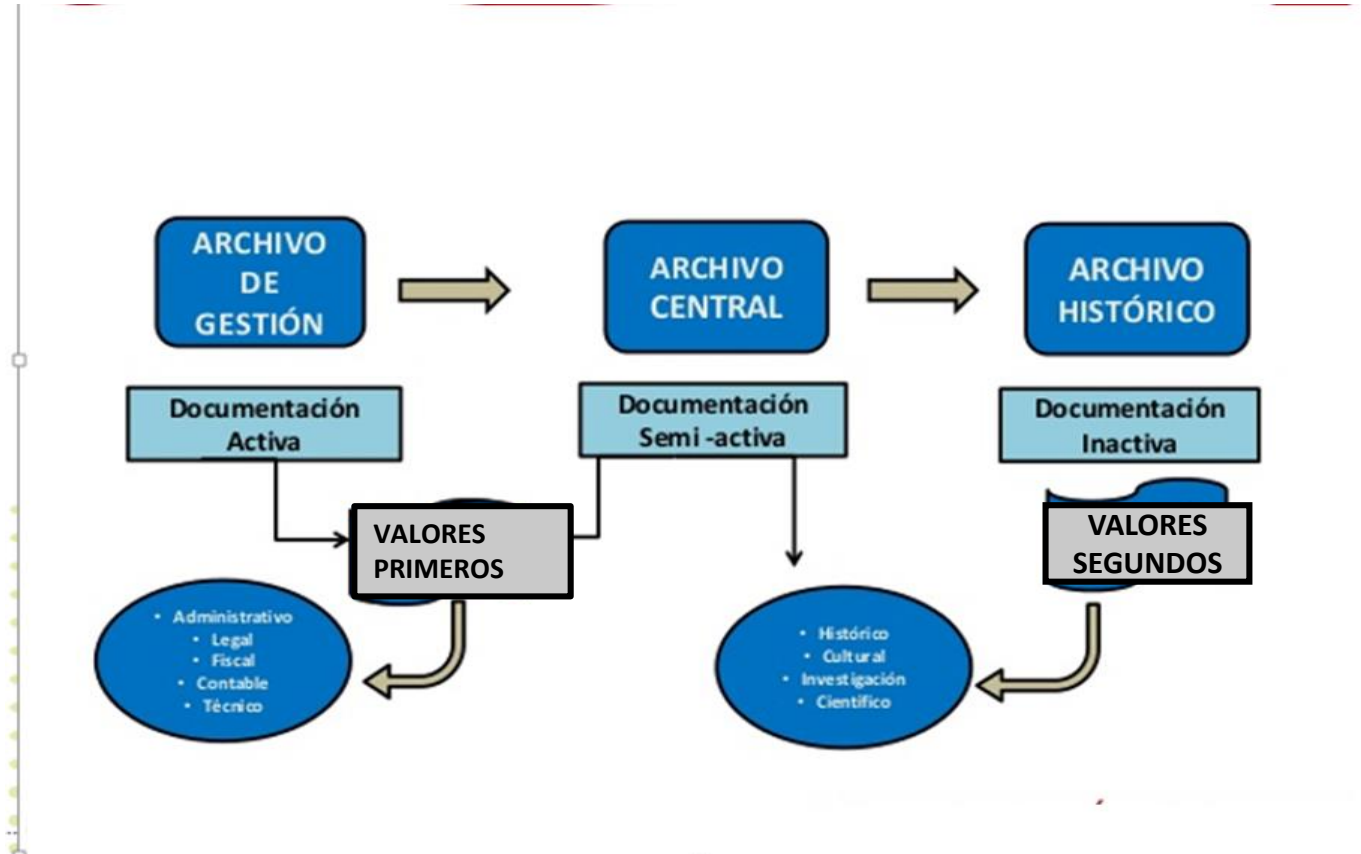 ARCHIVO
DE
GESTIÓN
ARCHIVO
CENTRAL
ARCHIVO
HISTÓRICO
Documentación
Activa
Documentación
Semi -activa
Documentación
Inactiva
VALORES
PRIMEROS
VALORES
SEGUNDOS
• Administrativo
• Legal
• Fiscal
• Contable
• Técnico
• Histórico
• Cultural
• Investigación
• Científico